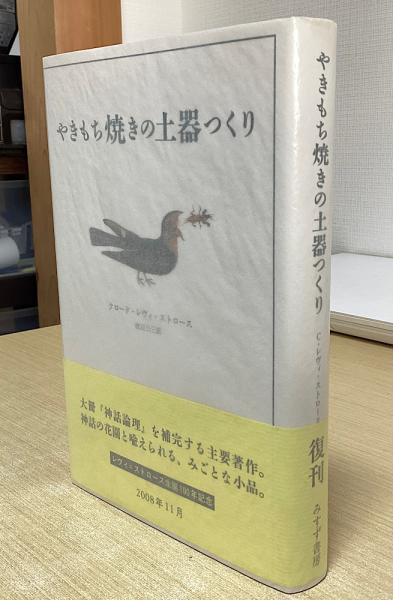 やきもち焼きの土器つくり
クロード・レヴィ=ストロース
渡辺公三訳
大冊『神話論理』を補完する主要著作。
神話の花園と喩えられる、みごとな小品。
レヴィ=ストロース生誕100年記念
2008年11月
やきもち焼きの土器つくり
C・レヴィ=ストロース
復刊
みすず書房